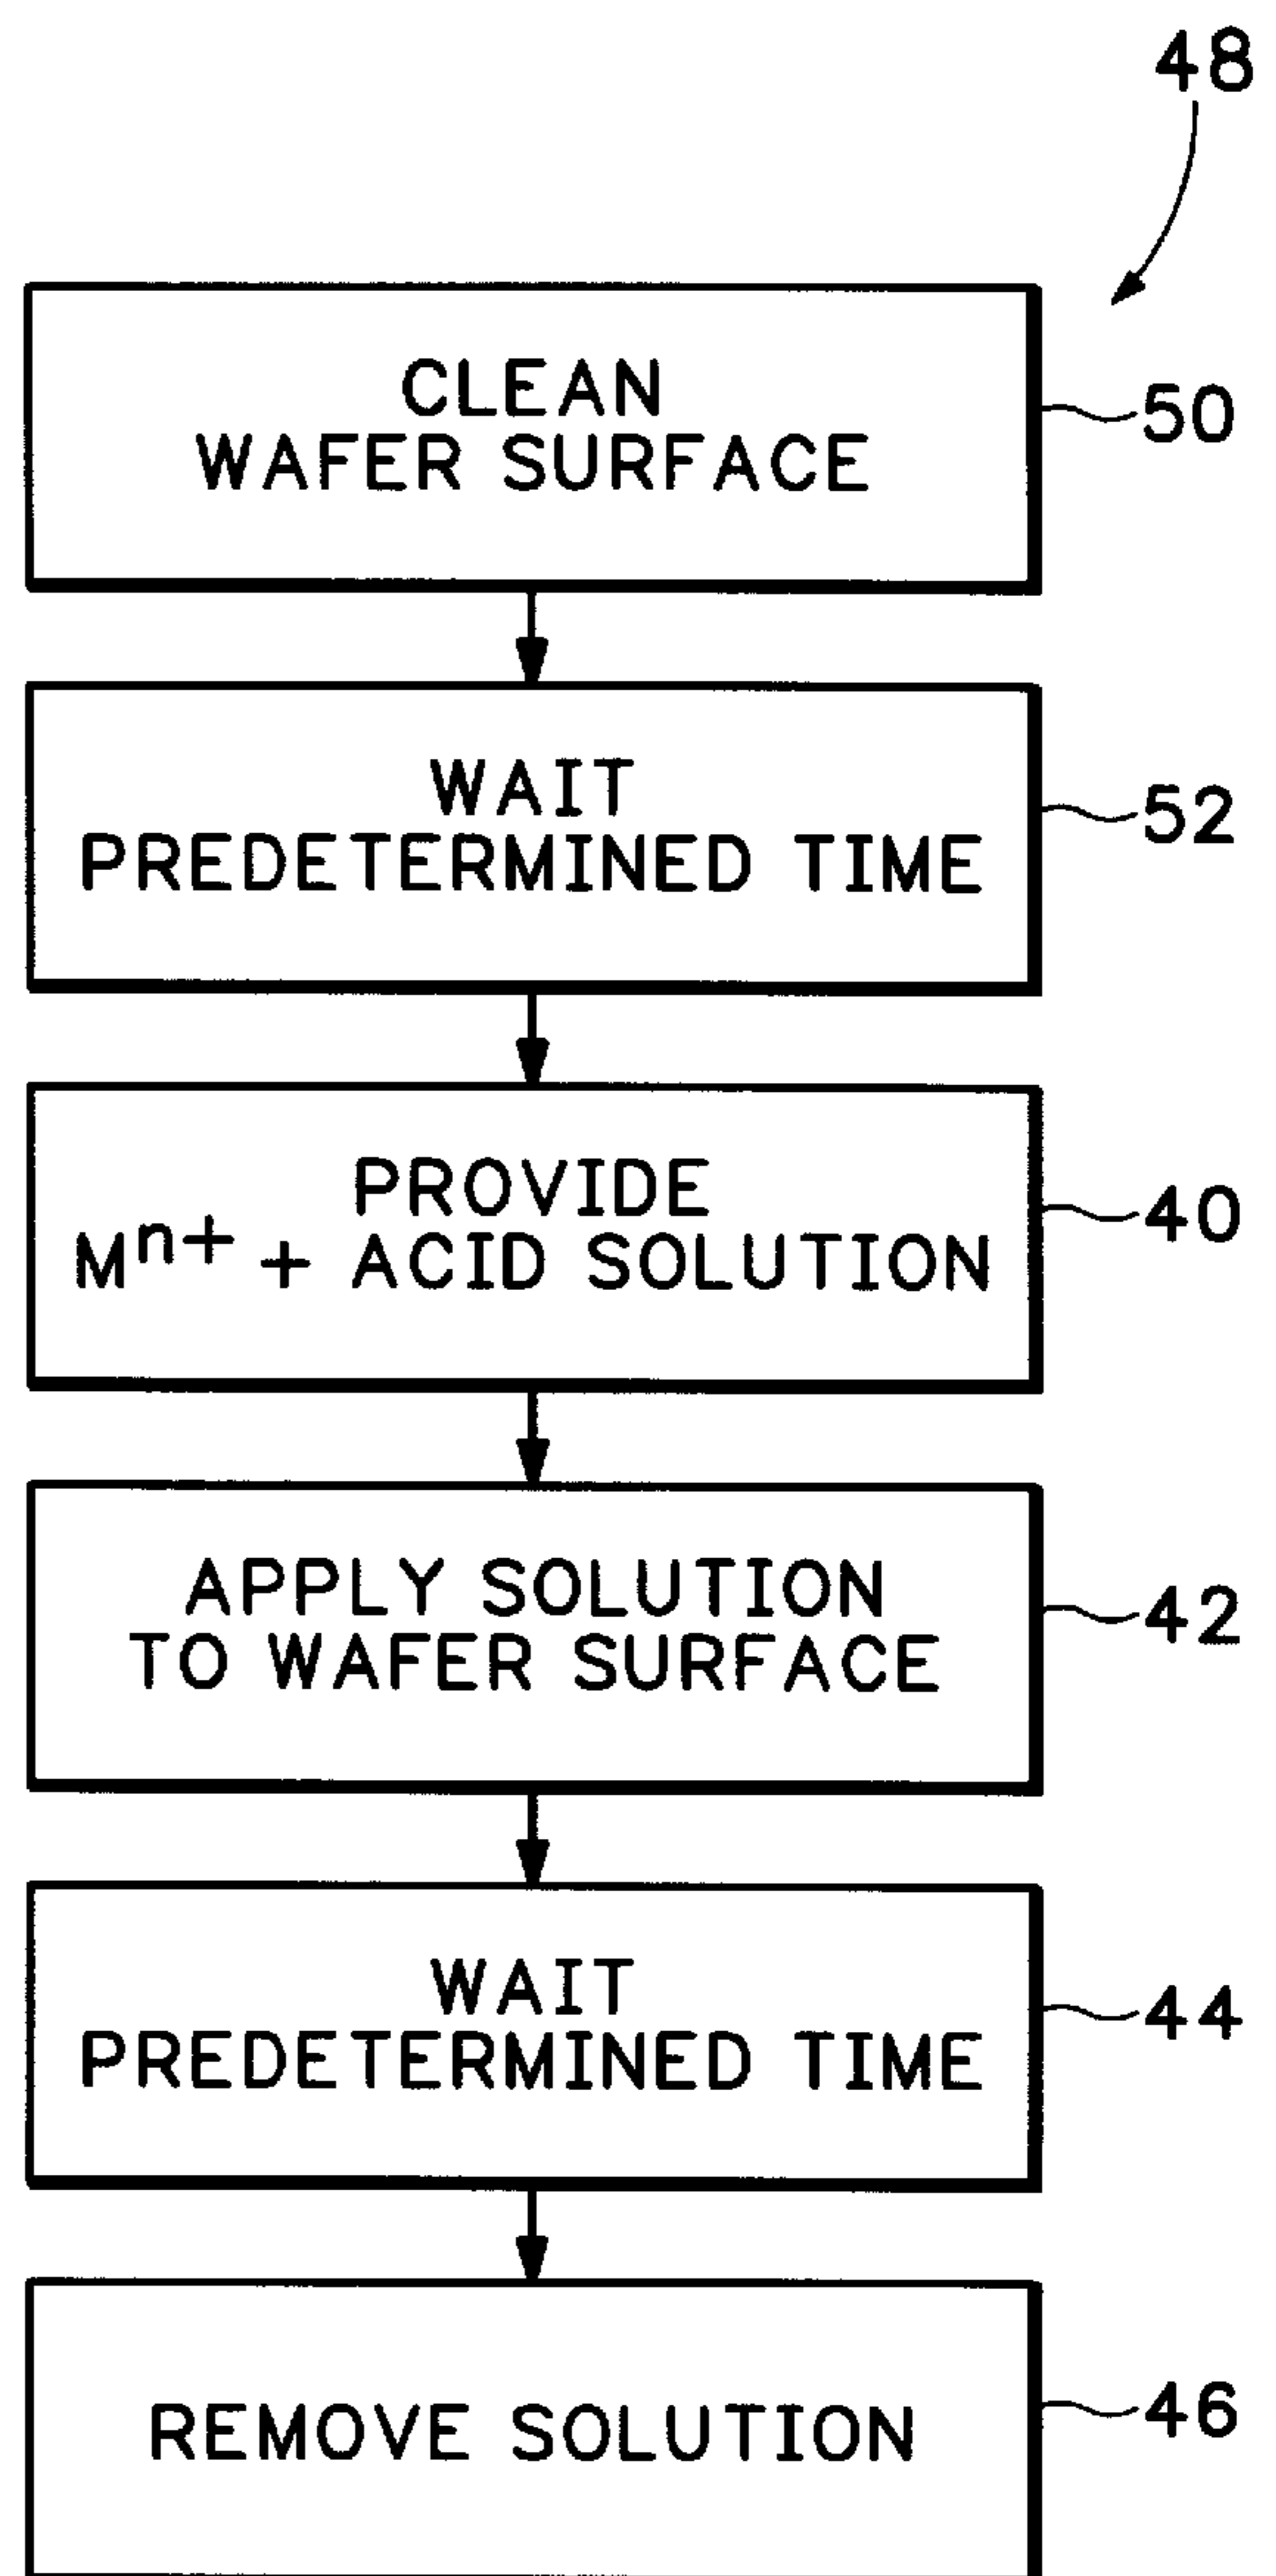 48
CLEAN
WAFER SURFACE
50
WAIT
PREDETERMINED TIME
52
PROVIDE
Mⁿ⁺ + ACID SOLUTION
40
APPLY SOLUTION
TO WAFER SURFACE
42
WAIT
PREDETERMINED TIME
44
REMOVE SOLUTION
46